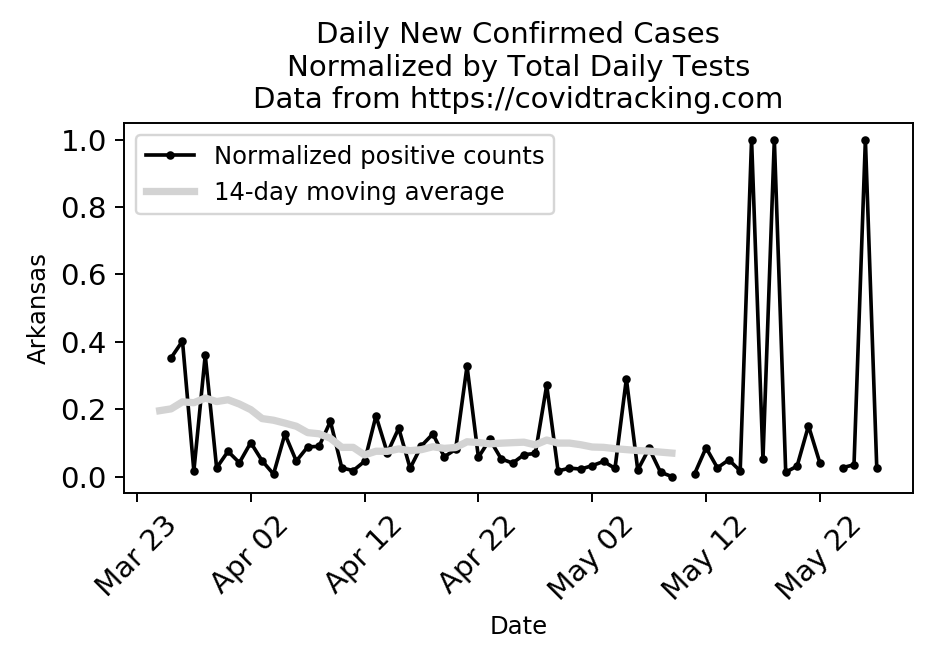 Daily New Confirmed Cases
Normalized by Total Daily Tests
Data from https://covidtracking.com
Normalized positive counts
14-day moving average
1.0
0.8
0.6
0.4
0.2
0.0
Arkansas
Mar 23
Apr 02
Apr 12
Apr 22
May 02
May 12
May 22
Date